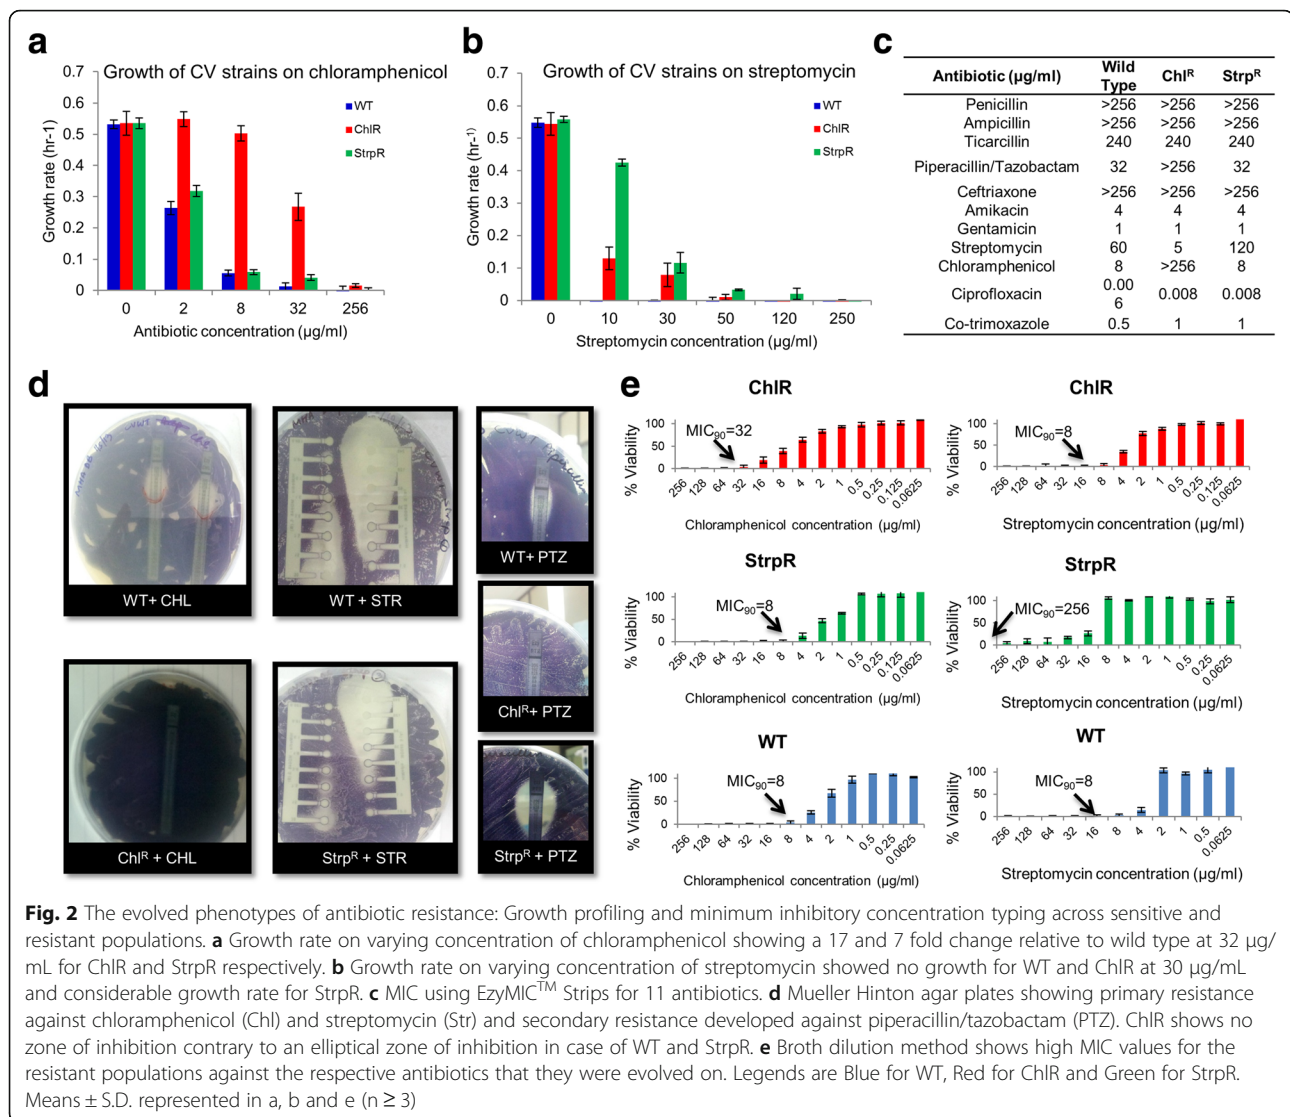 a
Growth of CV strains on chloramphenicol
0.7
0.6
0.5
0.4
0.3
0.2
0.1
0
Growth rate (hr-1)
WT
ChlR
StrpR
0 2 8 32 256
Antibiotic concentration (µg/ml)
b
Growth of CV strains on streptomycin
0.7
0.6
0.5
0.4
0.3
0.2
0.1
0
Growth rate (hr-¹)
WT
ChlR
StrpR
0 10 30 50 120 250
Streptomycin concentration (µg/ml)
c
Antibiotic (µg/ml) Wild Type Chlᴿ Strpᴿ
Penicillin >256 >256 >256
Ampicillin >256 >256 >256
Ticarcillin 240 240 240
Piperacillin/Tazobactam 32 >256 32
Ceftriaxone >256 >256 >256
Amikacin 4 4 4
Gentamicin 1 1 1
Streptomycin 60 5 120
Chloramphenicol 8 >256 8
Ciprofloxacin 0.00 6 0.008 0.008
Co-trimoxazole 0.5 1 1
d
WT+ CHL
WT + STR
WT+ PTZ
Chlᴿ+ PTZ
Chlᴿ + CHL
Strpᴿ + STR
Strpᴿ + PTZ
e
ChlR
% Viability
100
50
0
MIC₉₀=32
256 128 64 32 16 8 4 2 1 0.5 0.25 0.125 0.0625
Chloramphenicol concentration (µg/ml)
ChlR
% Viability
100
50
0
MIC₉₀=8
256 128 64 32 16 8 4 2 1 0.5 0.25 0.125 0.0625
Streptomycin concentration (µg/ml)
StrpR
% Viability
100
50
0
MIC₉₀=8
256 128 64 32 16 8 4 2 1 0.5 0.25 0.125 0.0625
Chloramphenicol concentration (µg/ml)
StrpR
% Viability
100
50
0
MIC₉₀=256
256 128 64 32 16 8 4 2 1 0.5 0.25 0.0625
Streptomycin concentration (µg/ml)
WT
% Viability
100
50
0
MIC₉₀=8
256 128 64 32 16 8 4 2 1 0.5 0.25 0.0625
Chloramphenicol concentration (µg/ml)
WT
% Viability
100
50
0
MIC₉₀=8
256 128 64 32 16 8 4 2 1 0.5 0.0625
Streptomycin concentration (µg/ml)
Fig. 2 The evolved phenotypes of antibiotic resistance: Growth profiling and minimum inhibitory concentration typing across sensitive and
resistant populations. a Growth rate on varying concentration of chloramphenicol showing a 17 and 7 fold change relative to wild type at 32 µg/
mL for ChlR and StrpR respectively. b Growth rate on varying concentration of streptomycin showed no growth for WT and ChlR at 30 µg/mL
and considerable growth rate for StrpR. c MIC using EzyMIC™ Strips for 11 antibiotics. d Mueller Hinton agar plates showing primary resistance
against chloramphenicol (Chl) and streptomycin (Str) and secondary resistance developed against piperacillin/tazobactam (PTZ). ChlR shows no
zone of inhibition contrary to an elliptical zone of inhibition in case of WT and StrpR. e Broth dilution method shows high MIC values for the
resistant populations against the respective antibiotics that they were evolved on. Legends are Blue for WT, Red for ChlR and Green for StrpR.
Means ± S.D. represented in a, b and e (n ≥ 3)